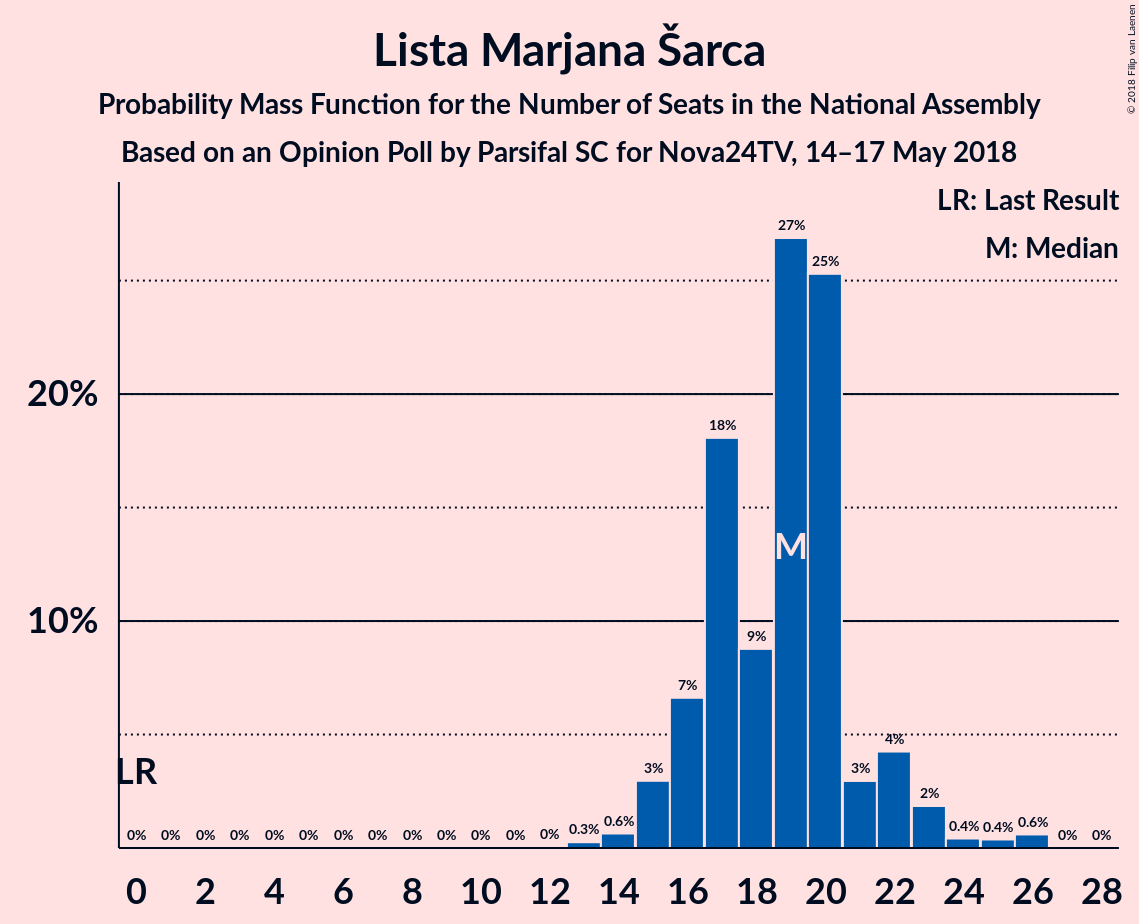 Lista Marjana Šarca
Probability Mass Function for the Number of Seats in the National Assembly
Based on an Opinion Poll by Parsifal SC for Nova24TV, 14–17 May 2018
© 2018 Filip van Laenen
LR: Last Result
M: Median
27%
25%
20%
18%
M
10%
9%
7%
4%
LR
3%
3%
2%
0% 0% 0% 0% 0% 0% 0% 0% 0% 0% 0% 0% 0% 0.3% 0.6% 0.4% 0.4% 0.6% 0% 0%
0 2 4 6 8 10 12 14 16 18 20 22 24 26 28